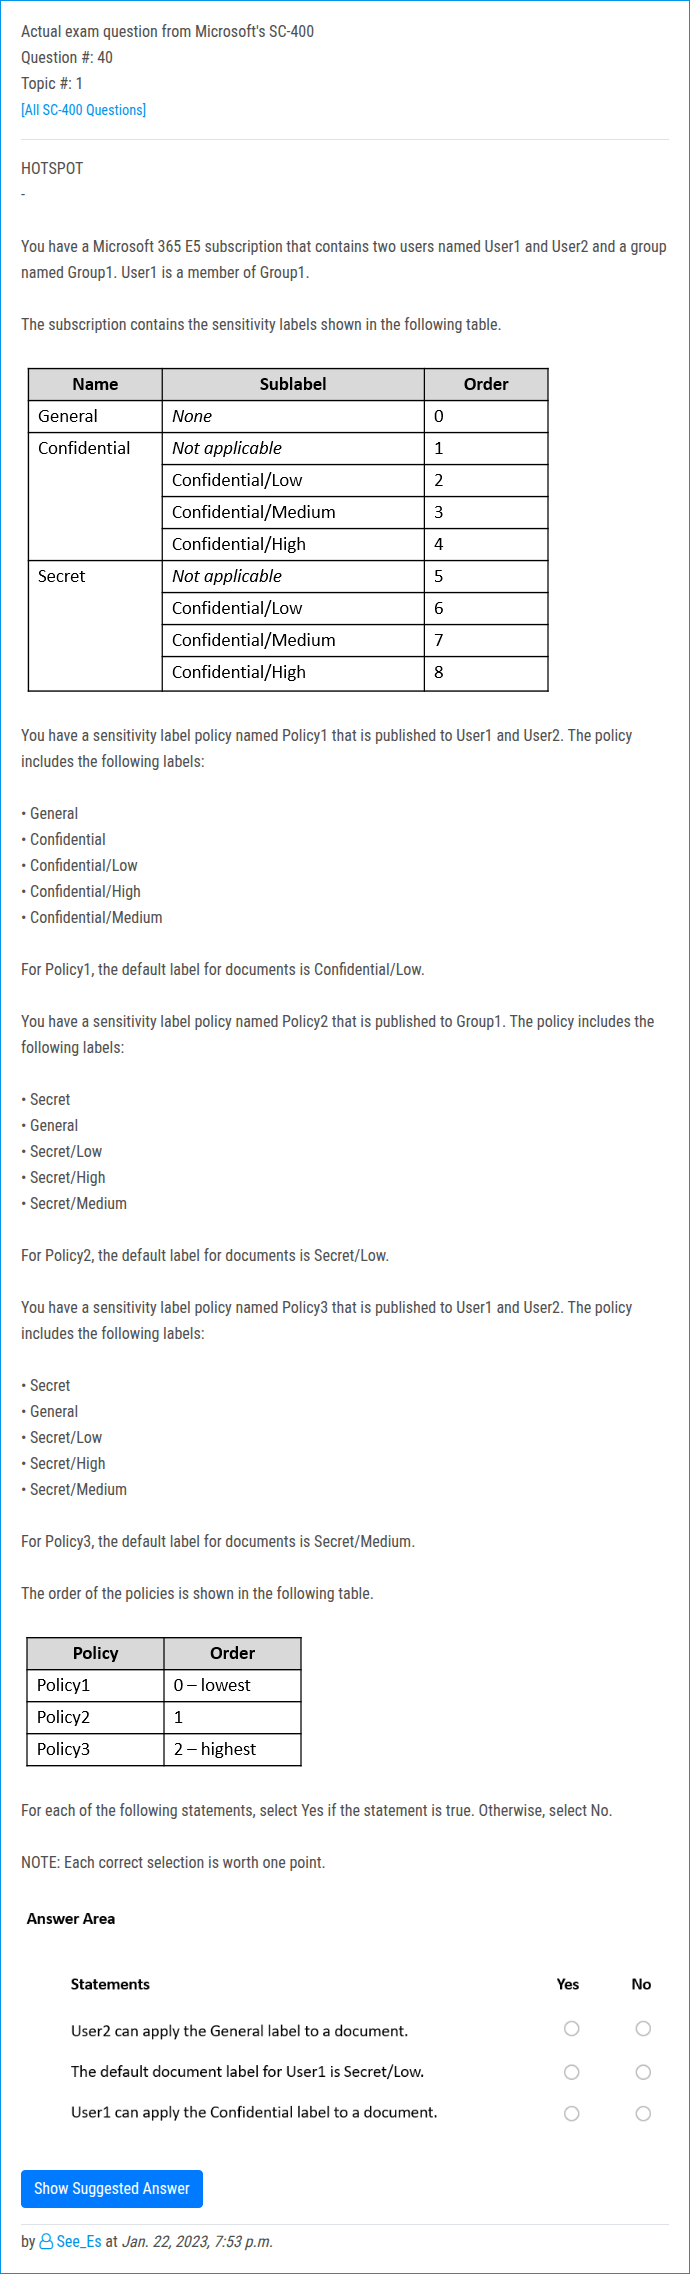 Actual exam question from Microsoft's SC-400
Question #: 40
Topic #: 1
[All SC-400 Questions]
HOTSPOT
-
You have a Microsoft 365 E5 subscription that contains two users named User1 and User2 and a group
named Group1. User1 is a member of Group1.
The subscription contains the sensitivity labels shown in the following table.
Name Sublabel Order
General None 0
Confidential Not applicable 1
Confidential/Low 2
Confidential/Medium 3
Confidential/High 4
Secret Not applicable 5
Confidential/Low 6
Confidential/Medium 7
Confidential/High 8
You have a sensitivity label policy named Policy1 that is published to User1 and User2. The policy
includes the following labels:
• General
• Confidential
• Confidential/Low
• Confidential/High
• Confidential/Medium
For Policy1, the default label for documents is Confidential/Low.
You have a sensitivity label policy named Policy2 that is published to Group1. The policy includes the
following labels:
• Secret
• General
• Secret/Low
• Secret/High
• Secret/Medium
For Policy2, the default label for documents is Secret/Low.
You have a sensitivity label policy named Policy3 that is published to User1 and User2. The policy
includes the following labels:
• Secret
• General
• Secret/Low
• Secret/High
• Secret/Medium
For Policy3, the default label for documents is Secret/Medium.
The order of the policies is shown in the following table.
Policy Order
Policy1 0 – lowest
Policy2 1
Policy3 2 – highest
For each of the following statements, select Yes if the statement is true. Otherwise, select No.
NOTE: Each correct selection is worth one point.
Answer Area
Statements Yes No
User2 can apply the General label to a document.
The default document label for User1 is Secret/Low.
User1 can apply the Confidential label to a document.
Show Suggested Answer
by See_Es at Jan. 22, 2023, 7:53 p.m.